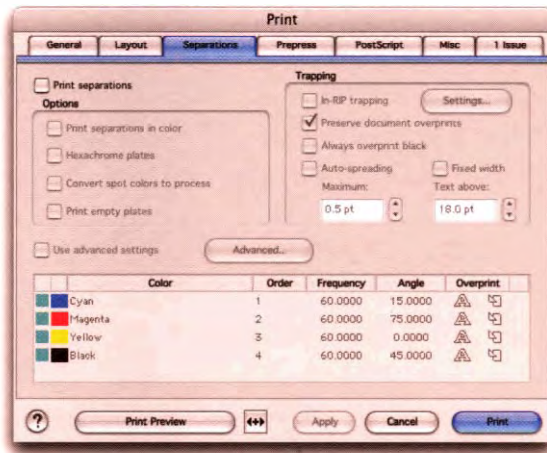 Print
General Layout Separations Prepress PostScript Misc 1 Issue
Print separations
Options
Print separations in color
Hexachrome plates
Convert spot colors to process
Print empty plates
Trapping
In-RIP trapping Settings...
Preserve document overprints
Always overprint black
Auto-spreading Fixed width
Maximum: Text above:
0.5 pt 18.0 pt
Use advanced settings Advanced...
Color Order Frequency Angle Overprint
Cyan 1 60.0000 15.0000
Magenta 2 60.0000 75.0000
Yellow 3 60.0000 0.0000
Black 4 60.0000 45.0000
? Print Preview Apply Cancel Print